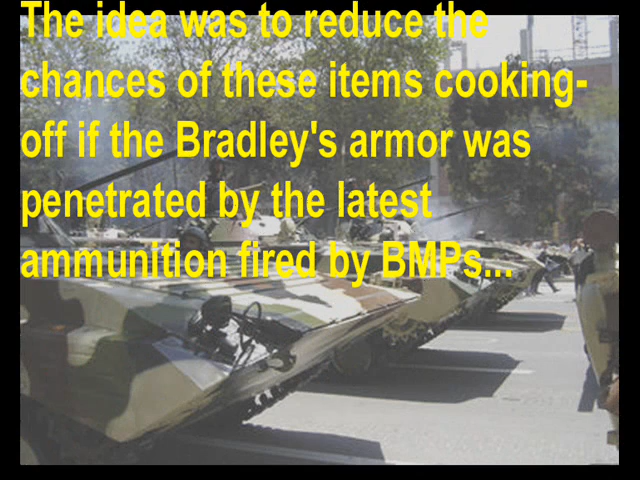 The idea was to reduce the
chances of these items cooking-
off if the Bradley's armor was
penetrated by the latest
ammunition fired by BMPs...